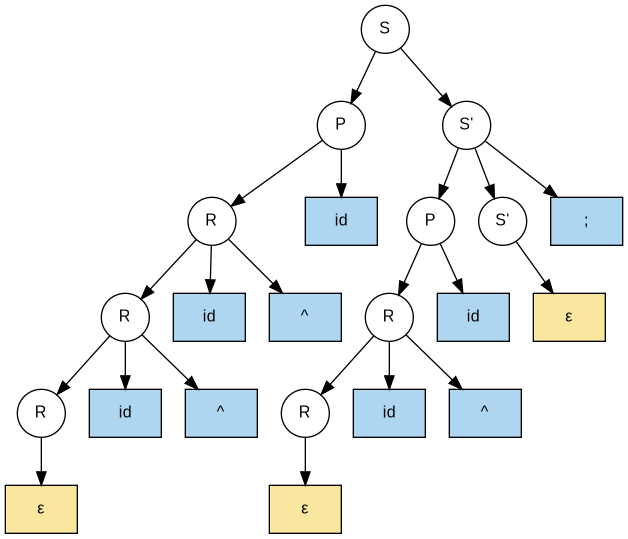 S
P S'
R id P S' ;
R id ^ R id ε
R id ^ R id ^
ε ε